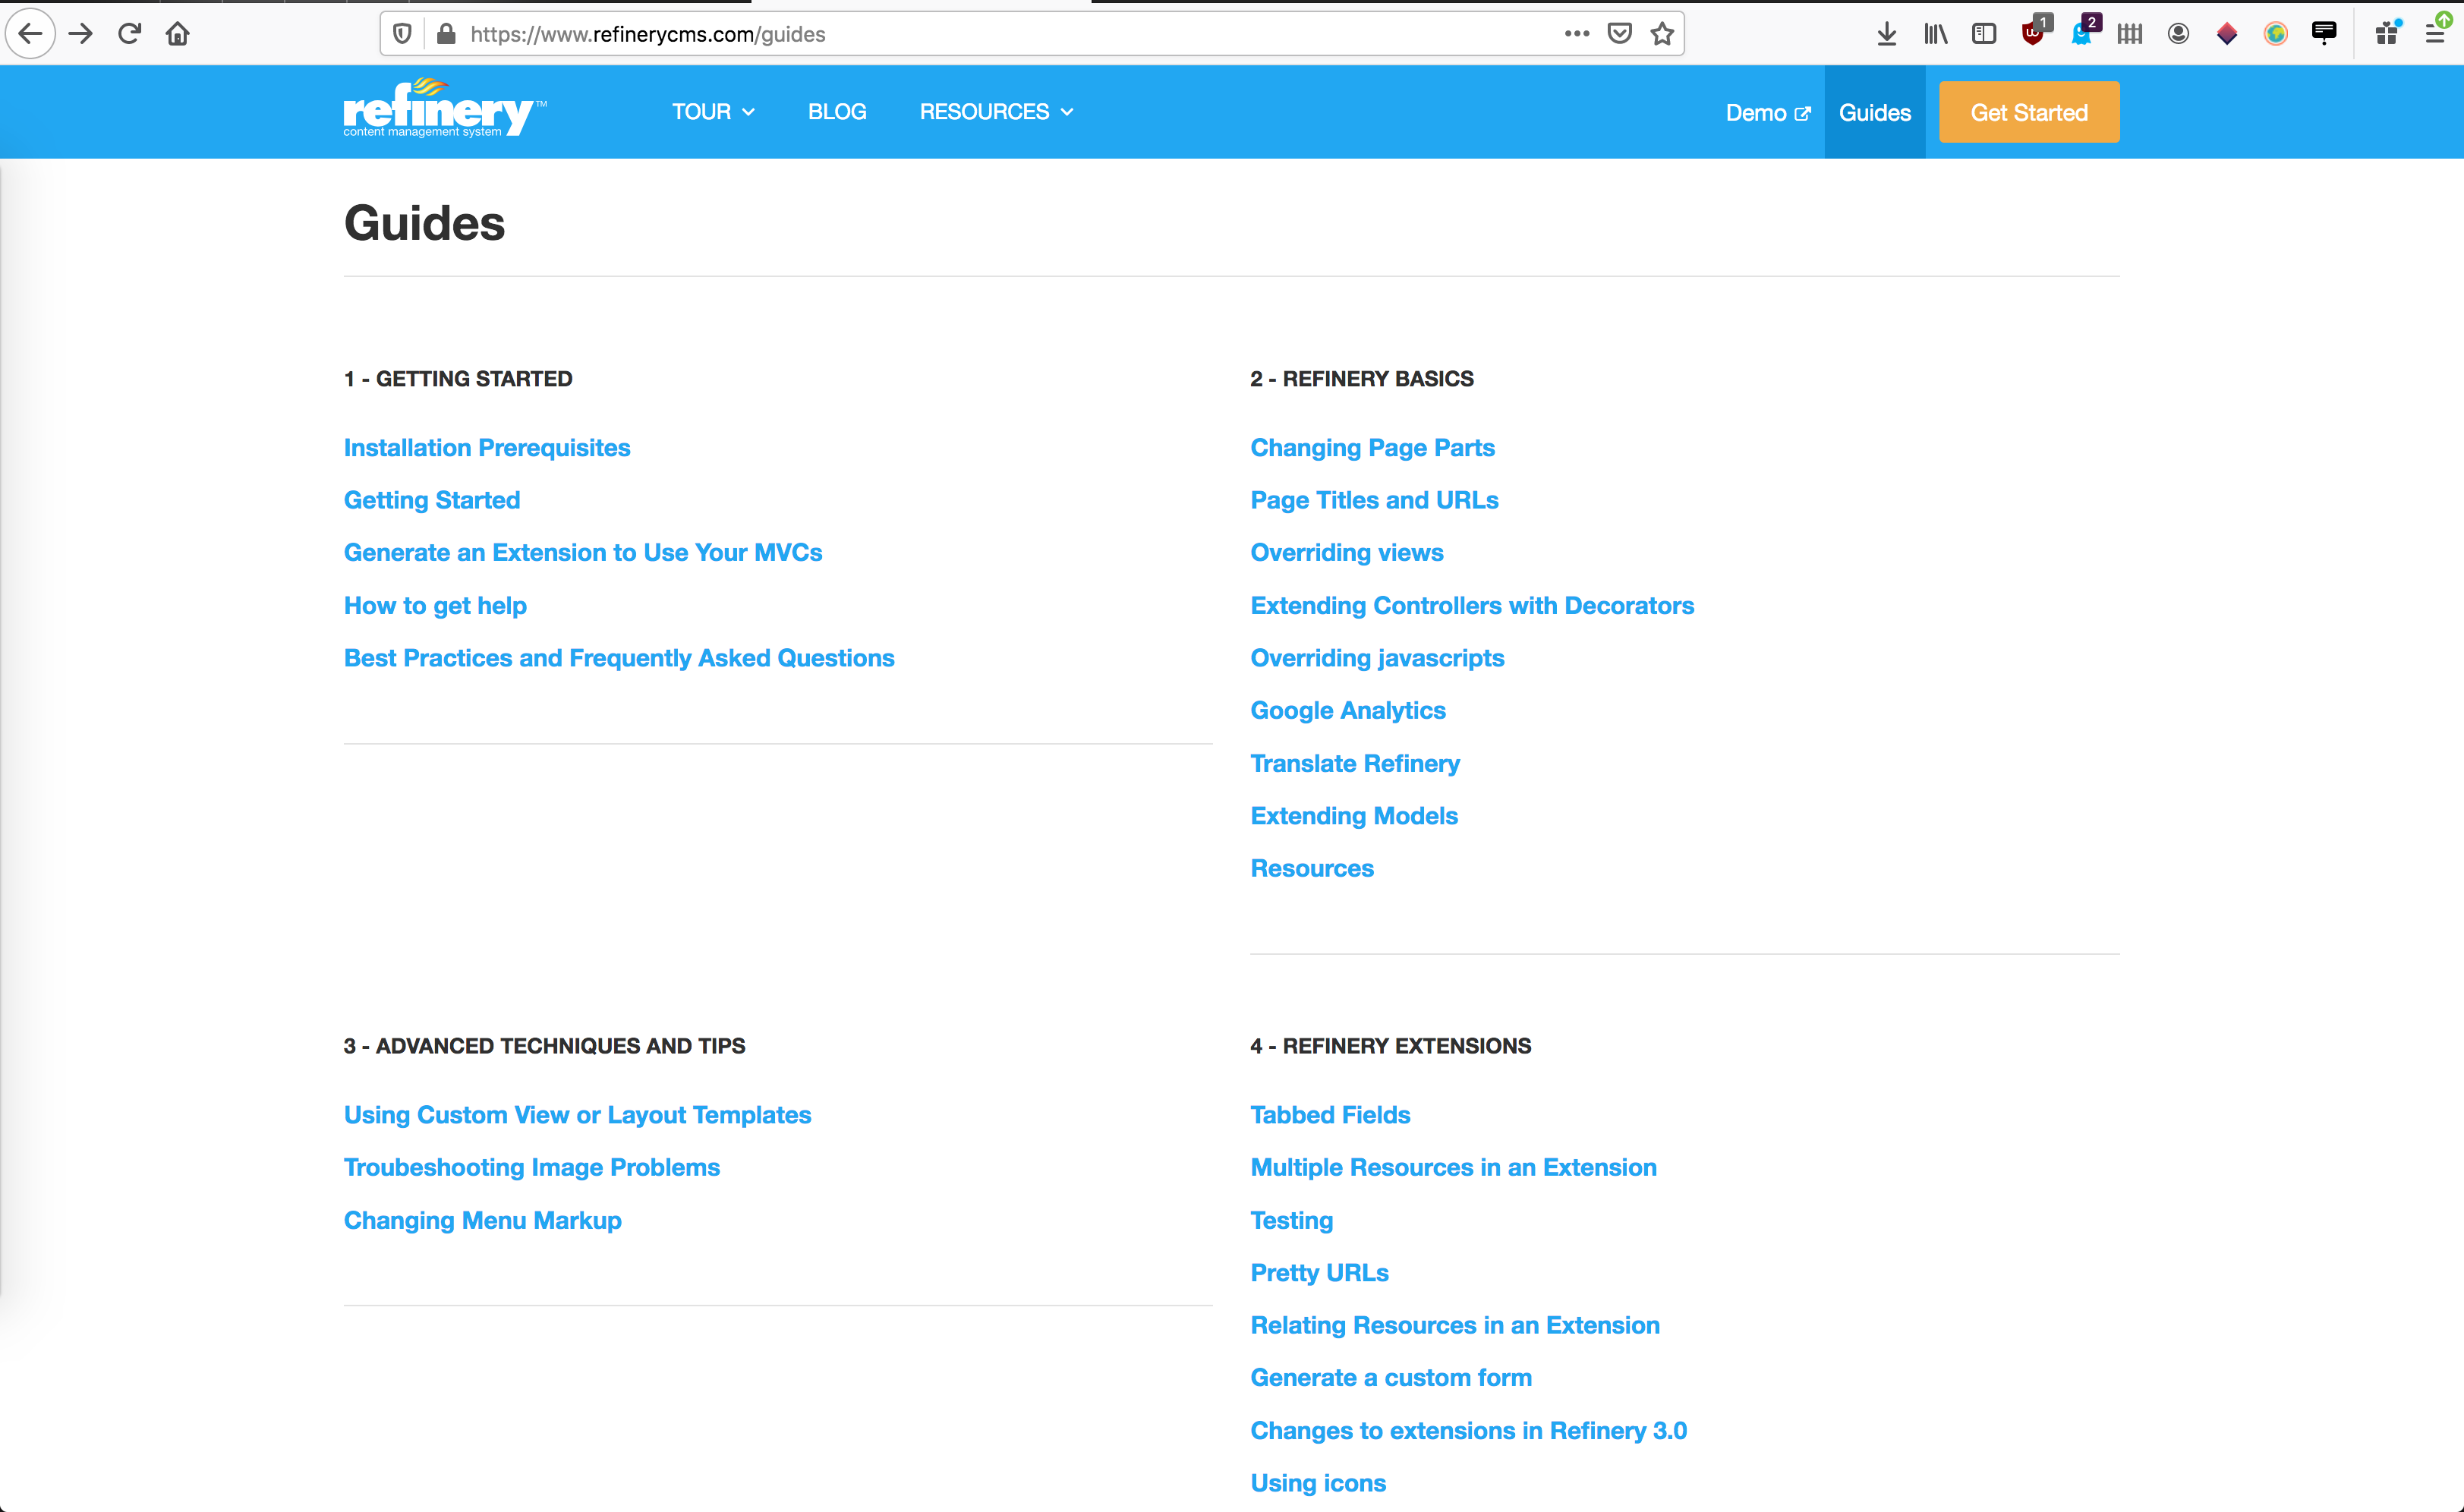 https://www.refinerycms.com/guides
1
2
refinery™
content management system
TOUR
BLOG
RESOURCES
Demo
Guides
Get Started
Guides
1 - GETTING STARTED
Installation Prerequisites
Getting Started
Generate an Extension to Use Your MVCs
How to get help
Best Practices and Frequently Asked Questions
2 - REFINERY BASICS
Changing Page Parts
Page Titles and URLs
Overriding views
Extending Controllers with Decorators
Overriding javascripts
Google Analytics
Translate Refinery
Extending Models
Resources
3 - ADVANCED TECHNIQUES AND TIPS
Using Custom View or Layout Templates
Troubeshooting Image Problems
Changing Menu Markup
4 - REFINERY EXTENSIONS
Tabbed Fields
Multiple Resources in an Extension
Testing
Pretty URLs
Relating Resources in an Extension
Generate a custom form
Changes to extensions in Refinery 3.0
Using icons